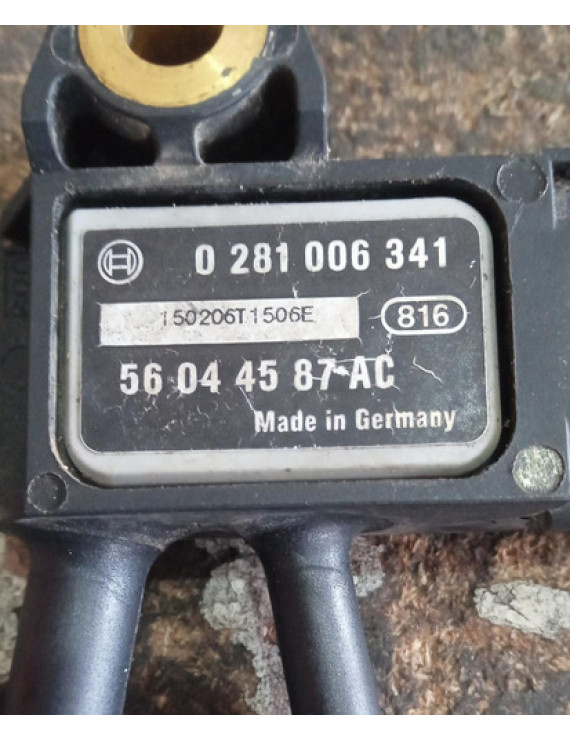 0 281 006 341
150206T1506E
816
56 04 45 87 AC
Made in Germany